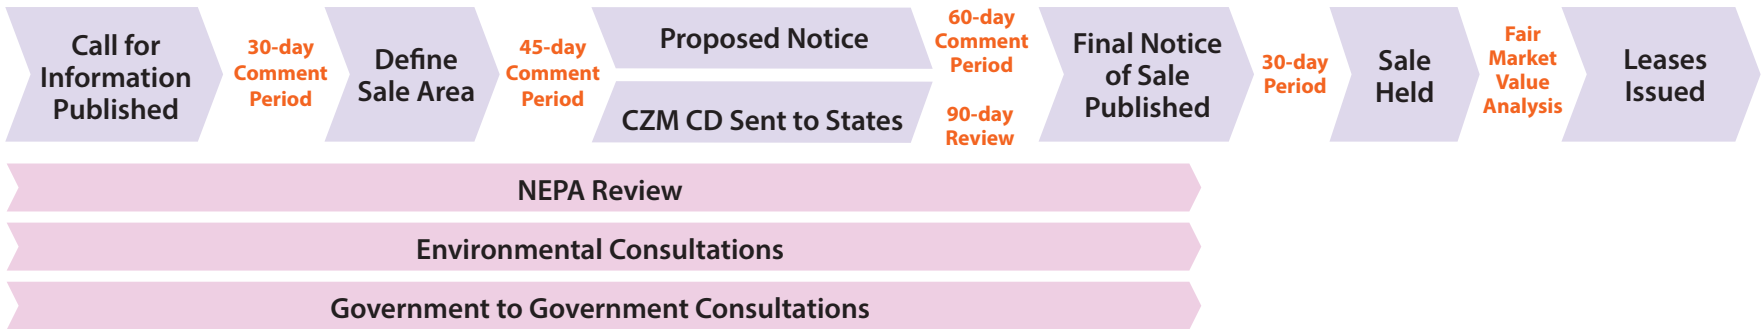 Call for
Information
Published
30-day
Comment
Period
Define
Sale Area
45-day
Comment
Period
Proposed Notice
CZM CD Sent to States
60-day
Comment
Period
90-day
Review
Final Notice
of Sale
Published
30-day
Period
Sale
Held
Fair
Market
Value
Analysis
Leases
Issued
NEPA Review
Environmental Consultations
Government to Government Consultations